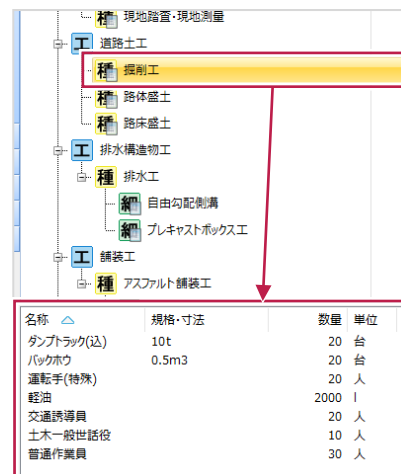 種 現地踏査・現地測量
工 道路土工
種 掘削工
種 路体盛土
種 路床盛土
工 排水構造物工
種 排水工
細 自由勾配側溝
細 プレキャストボックス工
工 舗装工
種 アスファルト舗装工
名称 規格・寸法 数量 単位
ダンプトラック(込) 10t 20 台
バックホウ 0.5m3 20 台
運転手(特殊) 20 人
軽油 2000 l
交通誘導員 20 人
土木一般世話役 10 人
普通作業員 30 人